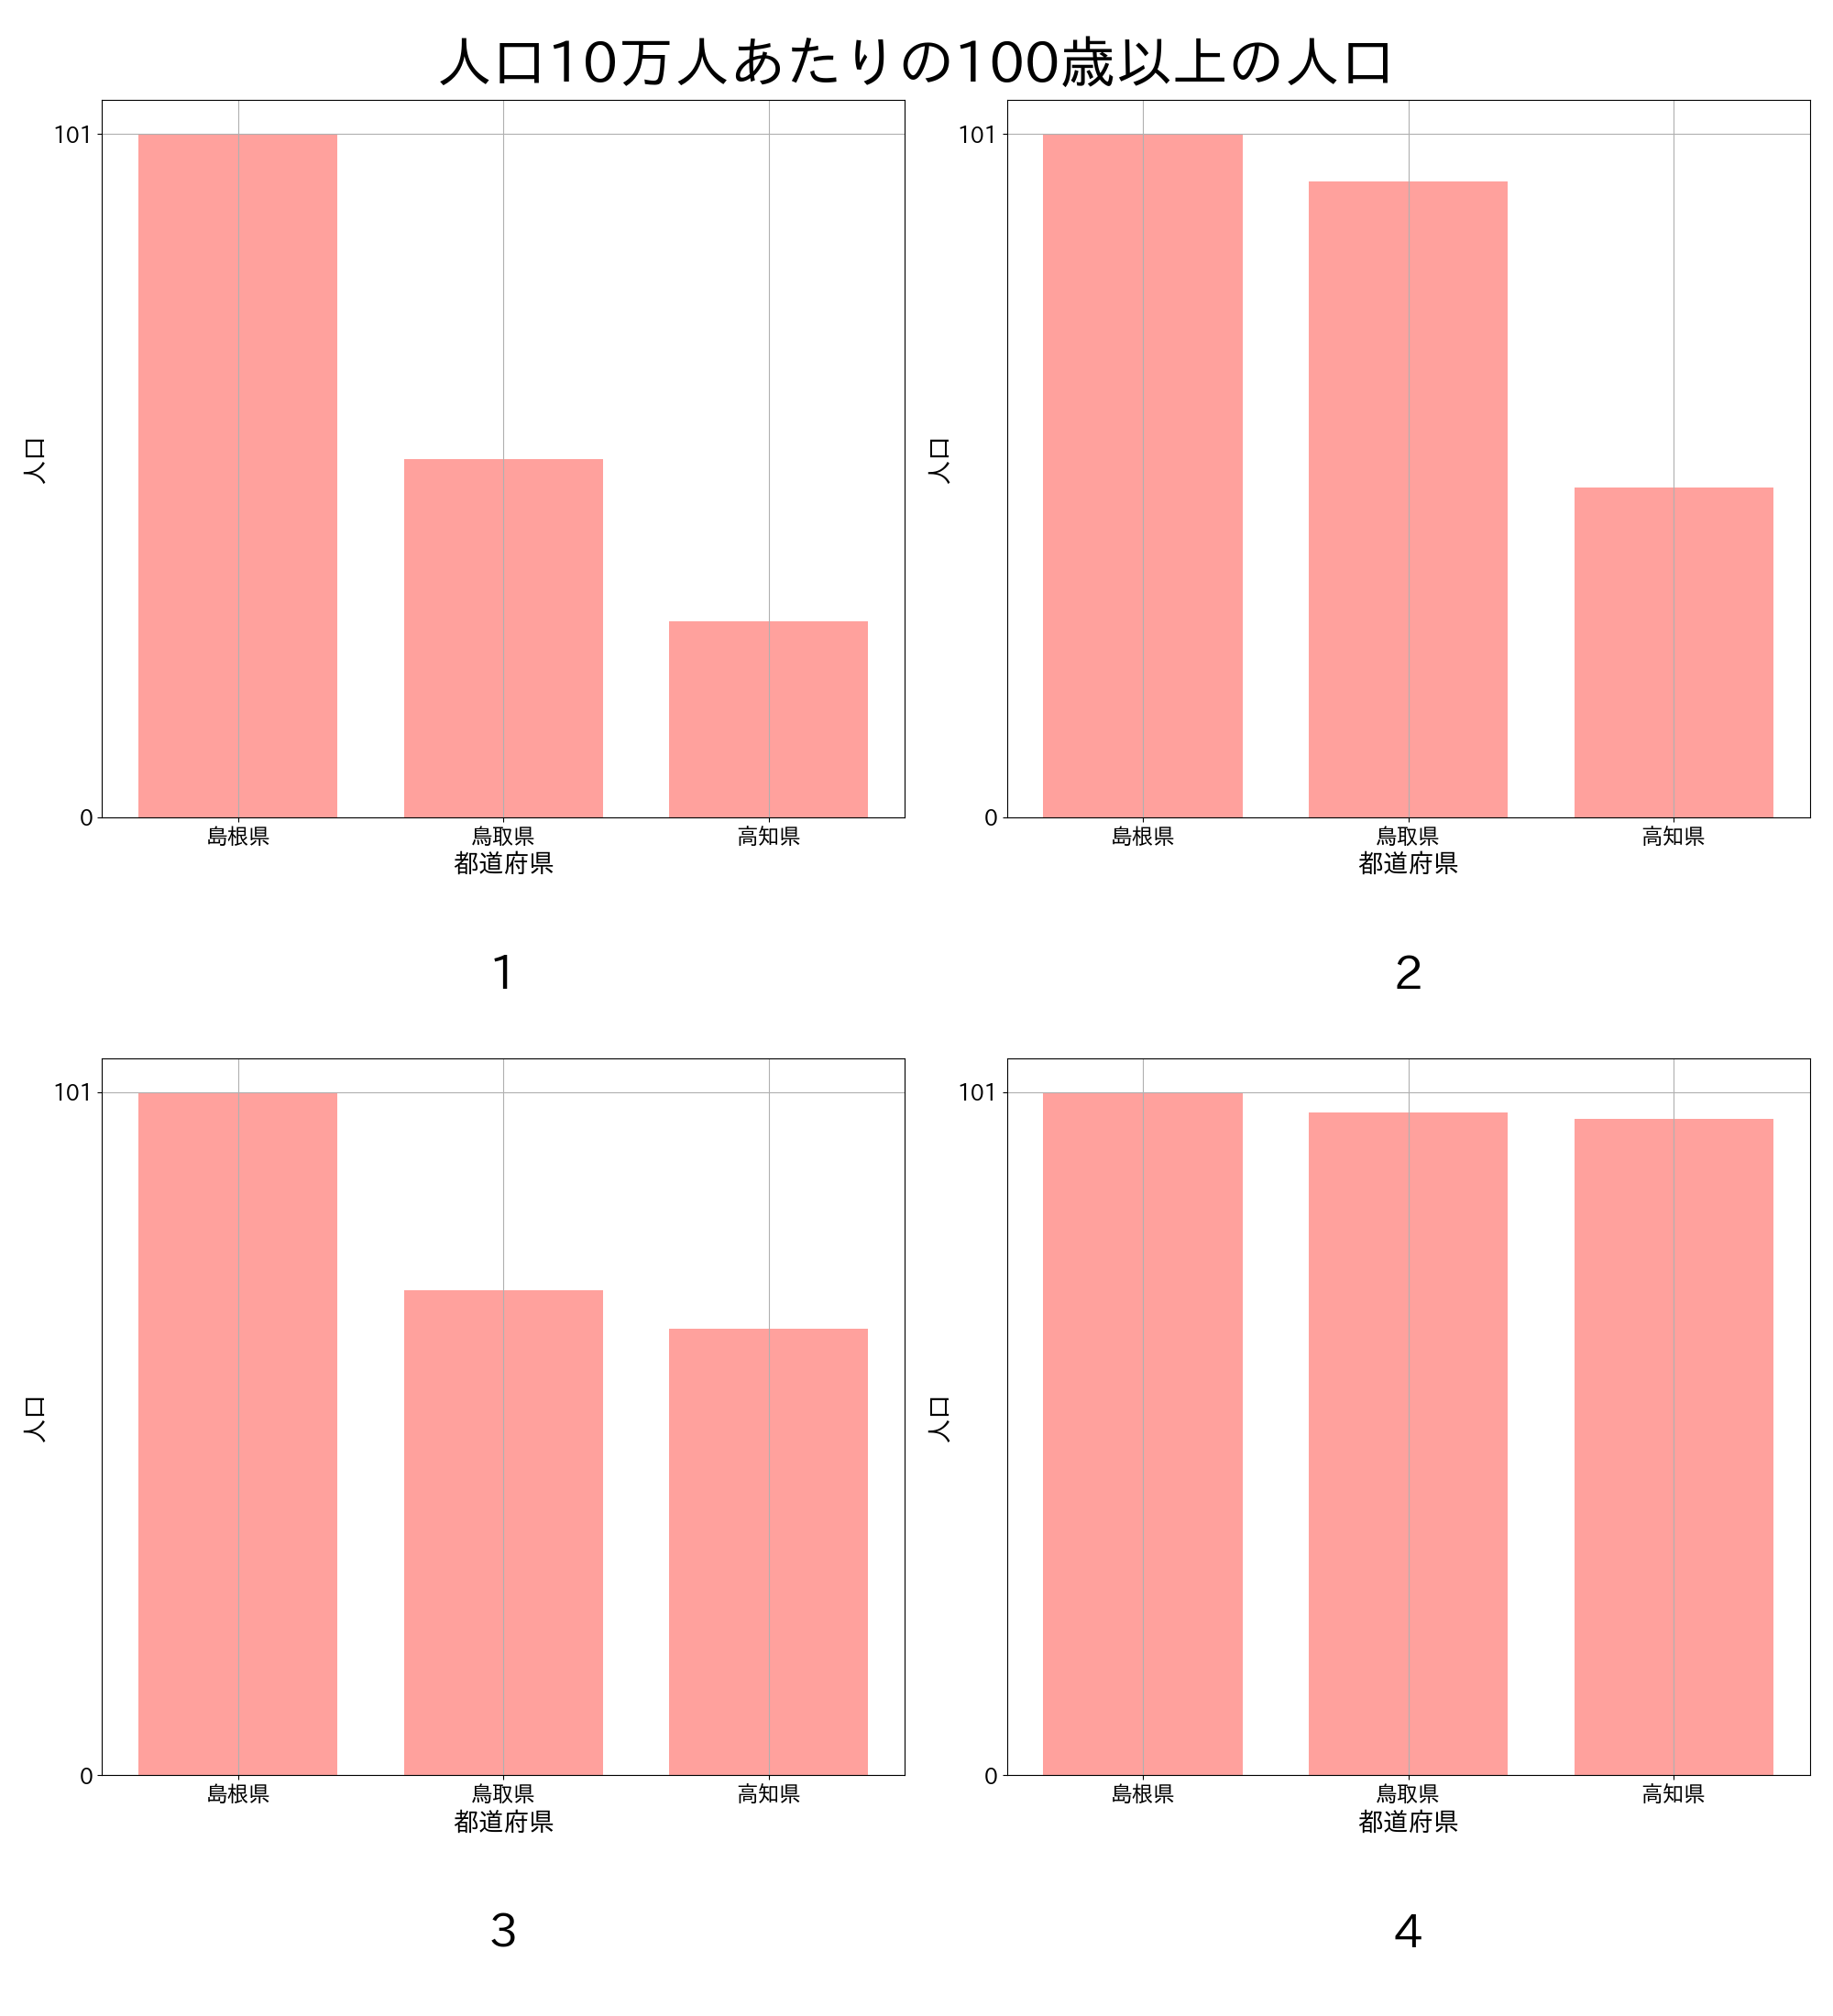 人口10万人あたりの100歳以上の人口
101
0
人口
島根県 鳥取県 高知県
都道府県
1
101
0
人口
島根県 鳥取県 高知県
都道府県
2
101
0
人口
島根県 鳥取県 高知県
都道府県
3
101
0
人口
島根県 鳥取県 高知県
都道府県
4